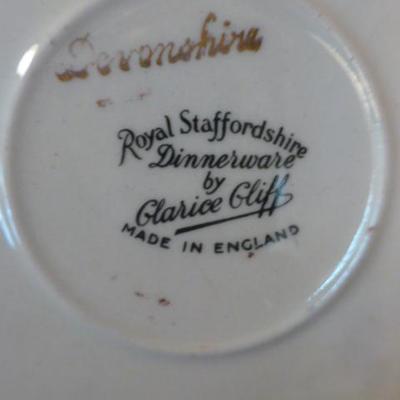 Devonshire
Royal Staffordshire
Dinnerware
by
Clarice Cliff
MADE IN ENGLAND